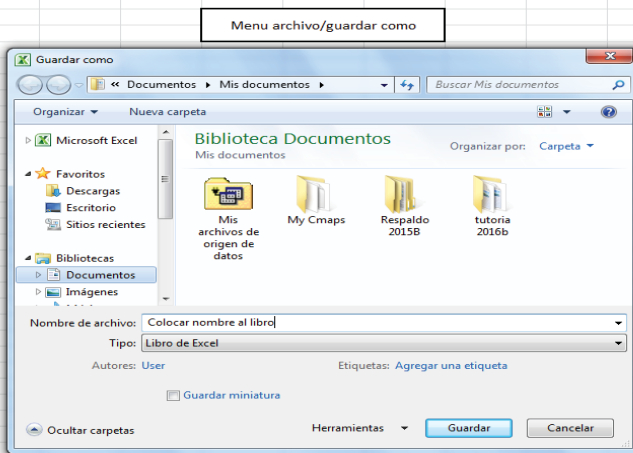 Menu archivo/guardar como
Guardar como
« Documentos ▸ Mis documentos ▸
Buscar Mis documentos
Organizar
Nueva carpeta
Microsoft Excel
Favoritos
Descargas
Escritorio
Sitios recientes
Bibliotecas
Documentos
Imágenes
Biblioteca Documentos
Mis documentos
Organizar por: Carpeta
Mis
archivos de
origen de
datos
My Cmaps
Respaldo
2015B
tutoria
2016b
Nombre de archivo: Colocar nombre al libro
Tipo: Libro de Excel
Autores: User
Etiquetas: Agregar una etiqueta
Guardar miniatura
Ocultar carpetas
Herramientas
Guardar
Cancelar